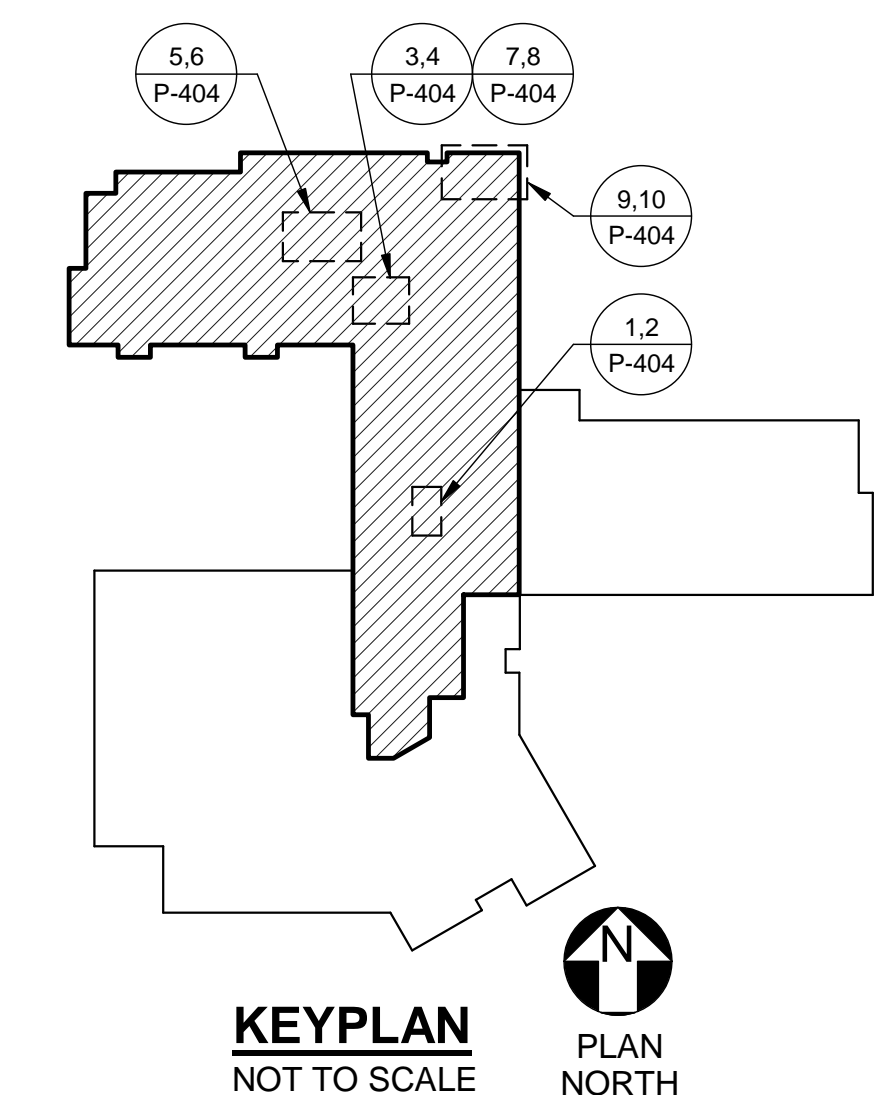 5,6
P-404
3,4
P-404
7,8
P-404
9,10
P-404
1,2
P-404
KEYPLAN
NOT TO SCALE
N
PLAN
NORTH